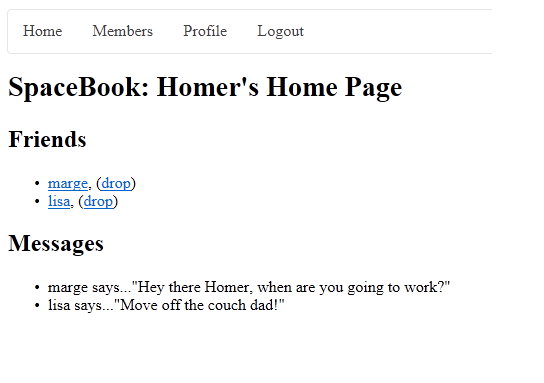 Home Members Profile Logout
SpaceBook: Homer's Home Page
Friends
• marge, (drop)
• lisa, (drop)
Messages
• marge says..."Hey there Homer, when are you going to work?"
• lisa says..."Move off the couch dad!"